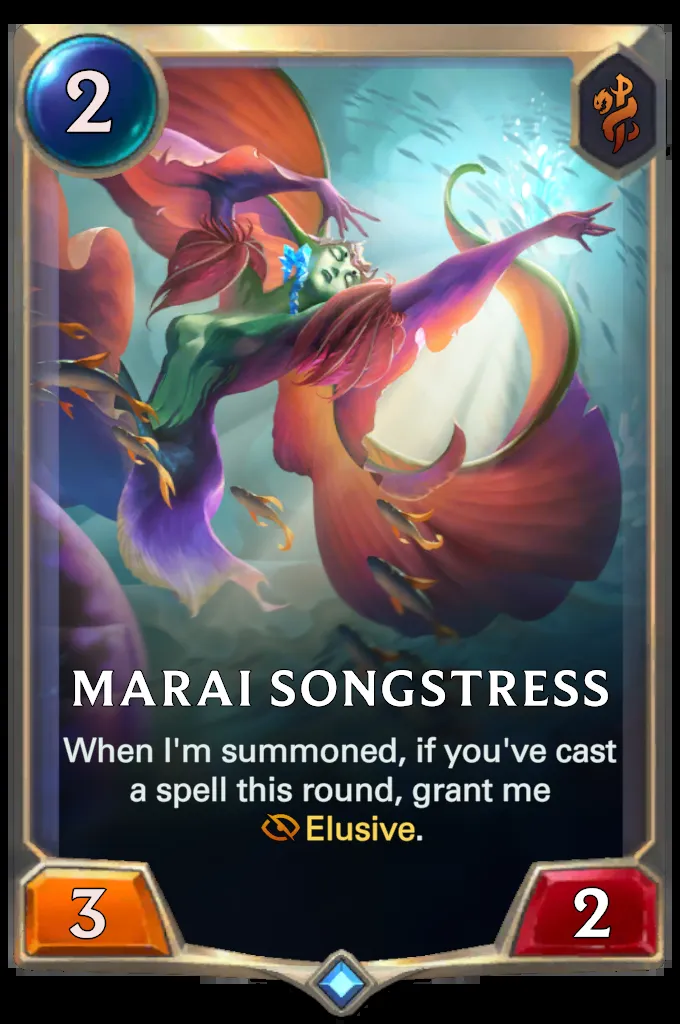 2
MARAI SONGSTRESS
When I'm summoned, if you've cast
a spell this round, grant me
Elusive.
3
2